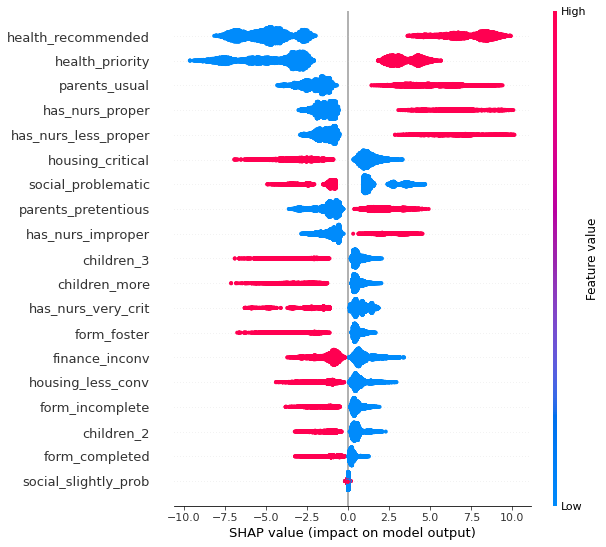 High
health_recommended
health_priority
parents_usual
has_nurs_proper
has_nurs_less_proper
housing_critical
social_problematic
parents_pretentious
has_nurs_improper
children_3
children_more
has_nurs_very_crit
form_foster
finance_inconv
housing_less_conv
form_incomplete
children_2
form_completed
social_slightly_prob
Feature value
Low
−10.0 −7.5 −5.0 −2.5 0.0 2.5 5.0 7.5 10.0
SHAP value (impact on model output)